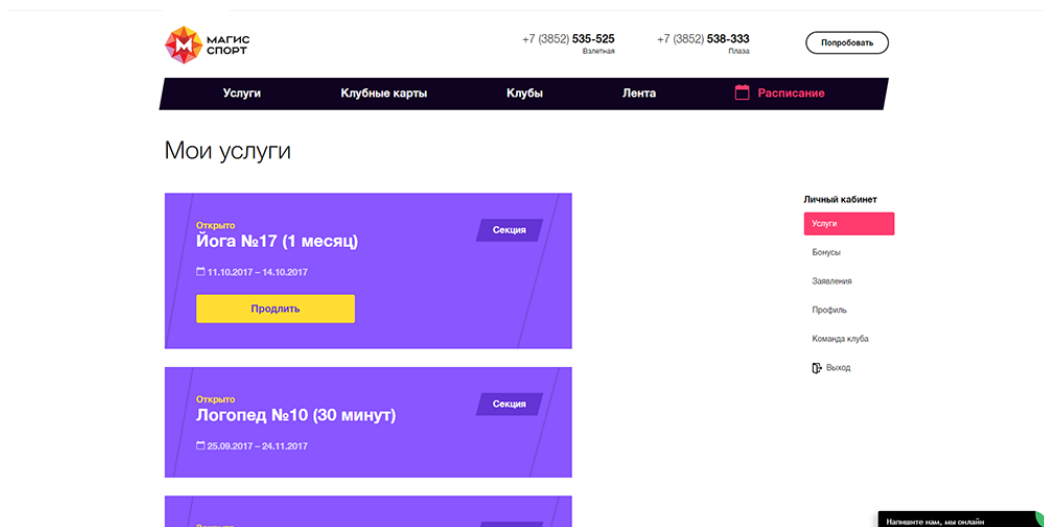 МАГИС
СПОРТ
+7 (3852) 535-525
Взлетная
+7 (3852) 538-333
Плаза
Попробовать
Услуги
Клубные карты
Клубы
Лента
Расписание
Мои услуги
Открыто
Йога №17 (1 месяц)
Секция
11.10.2017 – 14.10.2017
Продлить
Открыто
Логопед №10 (30 минут)
Секция
25.09.2017 – 24.11.2017
Личный кабинет
Услуги
Бонусы
Заявления
Профиль
Команда клуба
Выход
Напишите нам, мы онлайн